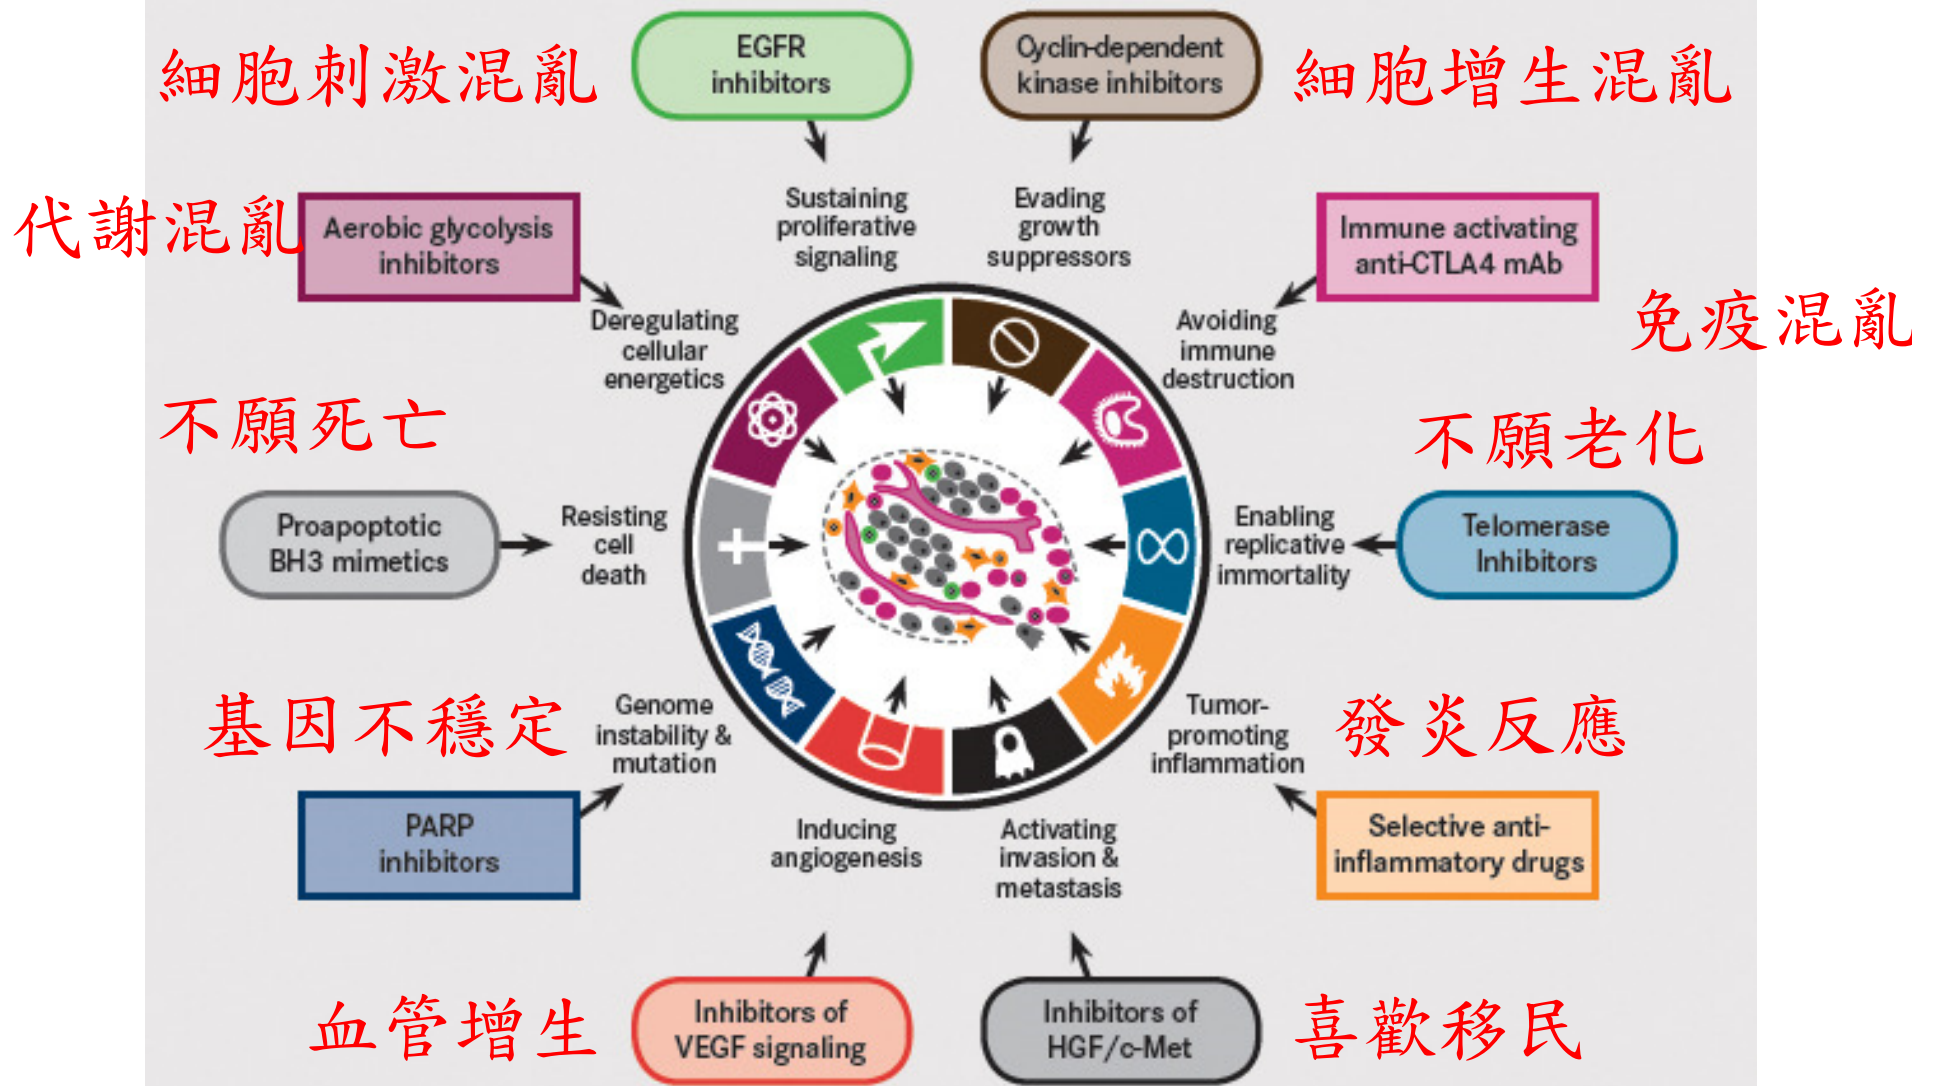 細胞刺激混亂
EGFR
inhibitors
Cyclin-dependent
kinase inhibitors
細胞增生混亂
代謝混亂
Aerobic glycolysis
inhibitors
Sustaining
proliferative
signaling
Evading
growth
suppressors
Immune activating
anti-CTLA4 mAb
免疫混亂
Deregulating
cellular
energetics
Avoiding
immune
destruction
不願死亡
不願老化
Proapoptotic
BH3 mimetics
Resisting
cell
death
Enabling
replicative
immortality
Telomerase
Inhibitors
基因不穩定
Genome
instability &
mutation
Tumor-
promoting
inflammation
發炎反應
PARP
inhibitors
Inducing
angiogenesis
Activating
invasion &
metastasis
Selective anti-
inflammatory drugs
血管增生
Inhibitors of
VEGF signaling
Inhibitors of
HGF/c-Met
喜歡移民